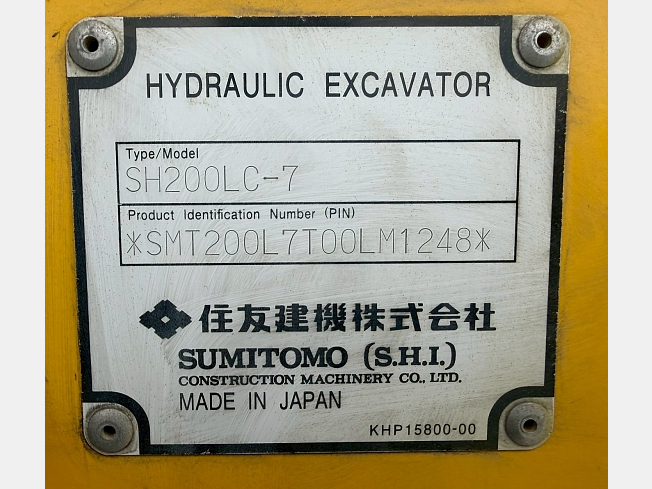 HYDRAULIC EXCAVATOR
Type/Model
SH200LC-7
Product Identification Number (PIN)
*SMT200L7T00LM1248*
住友建機株式会社
SUMITOMO (S.H.I.)
CONSTRUCTION MACHINERY CO., LTD.
MADE IN JAPAN
KHP15800-00